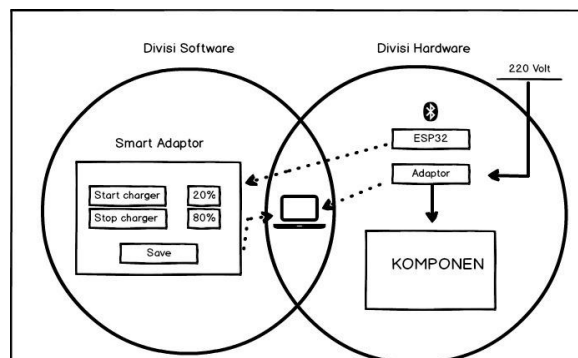 Divisi Software
Divisi Hardware
220 Volt
ESP32
Smart Adaptor
Adaptor
Start charger
20%
Stop charger
80%
Save
KOMPONEN